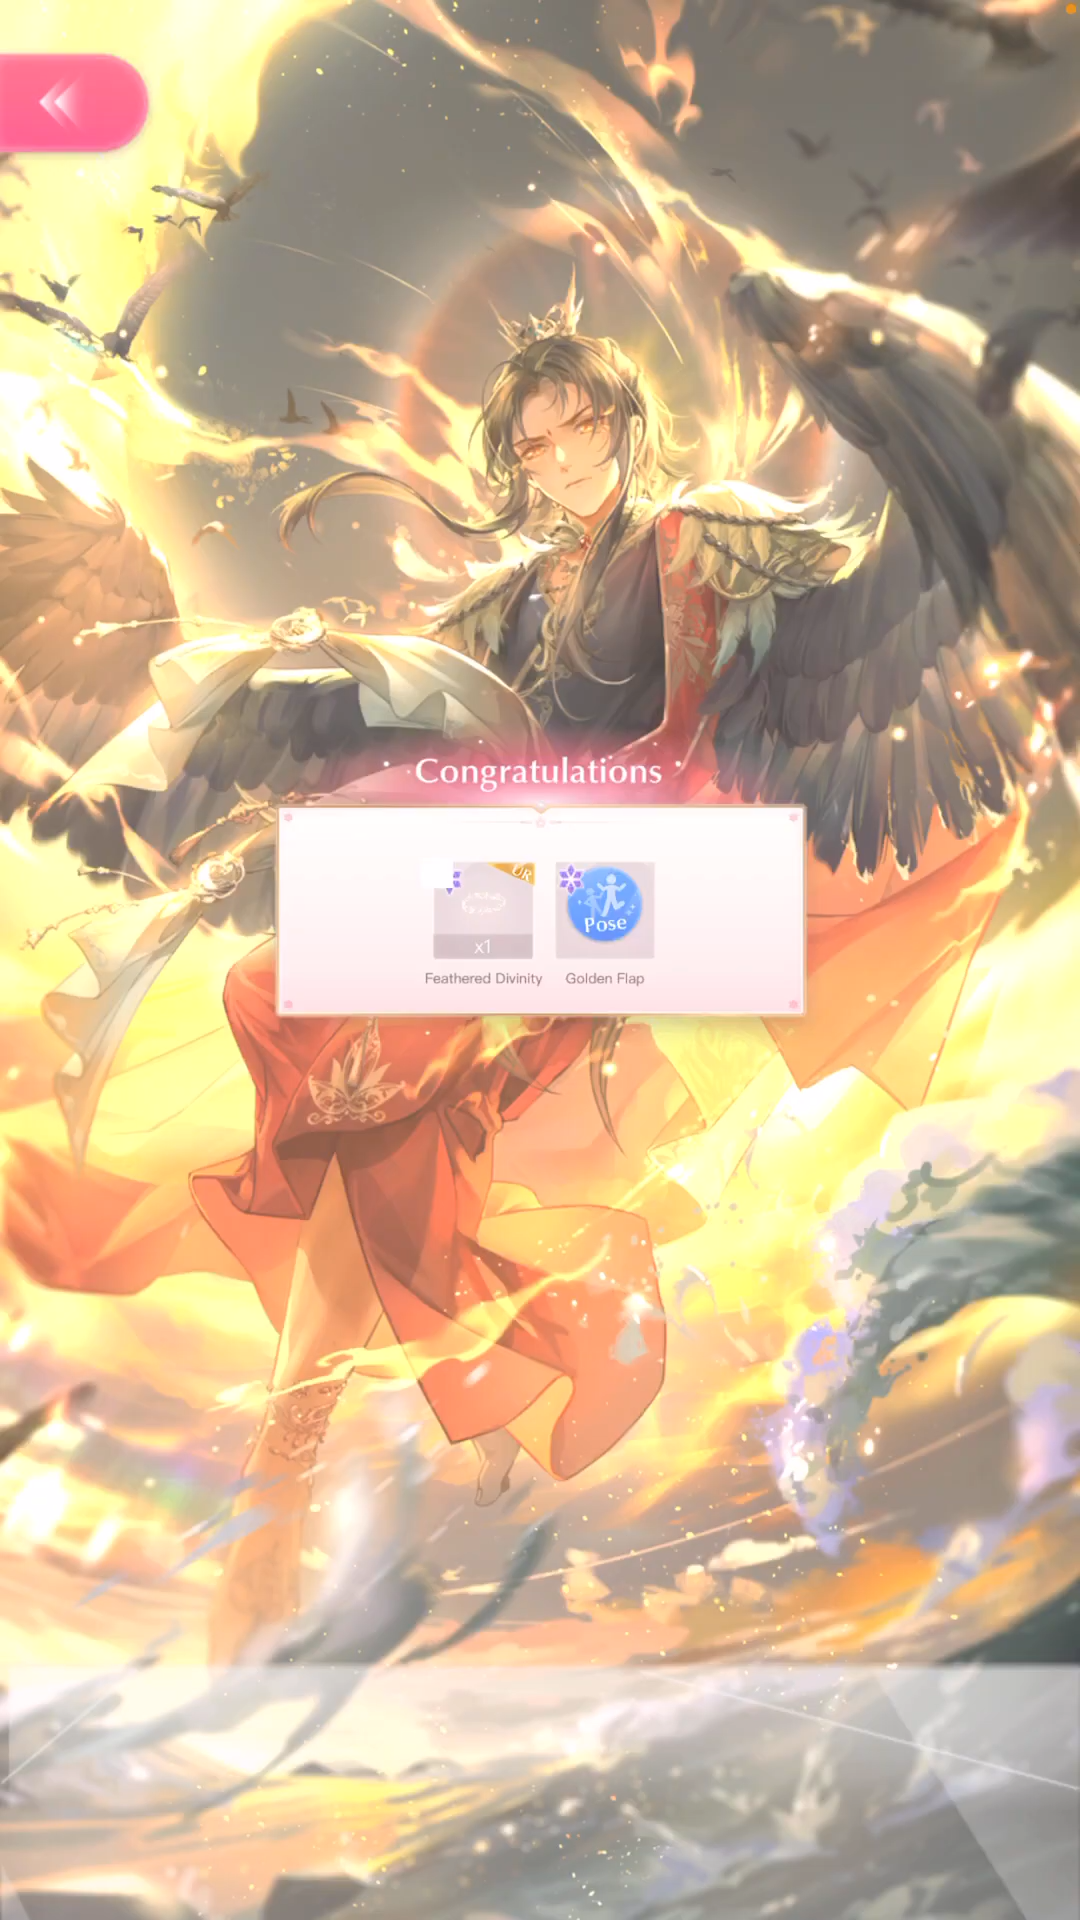 Congratulations
UR
x1
Pose
Feathered Divinity
Golden Flap